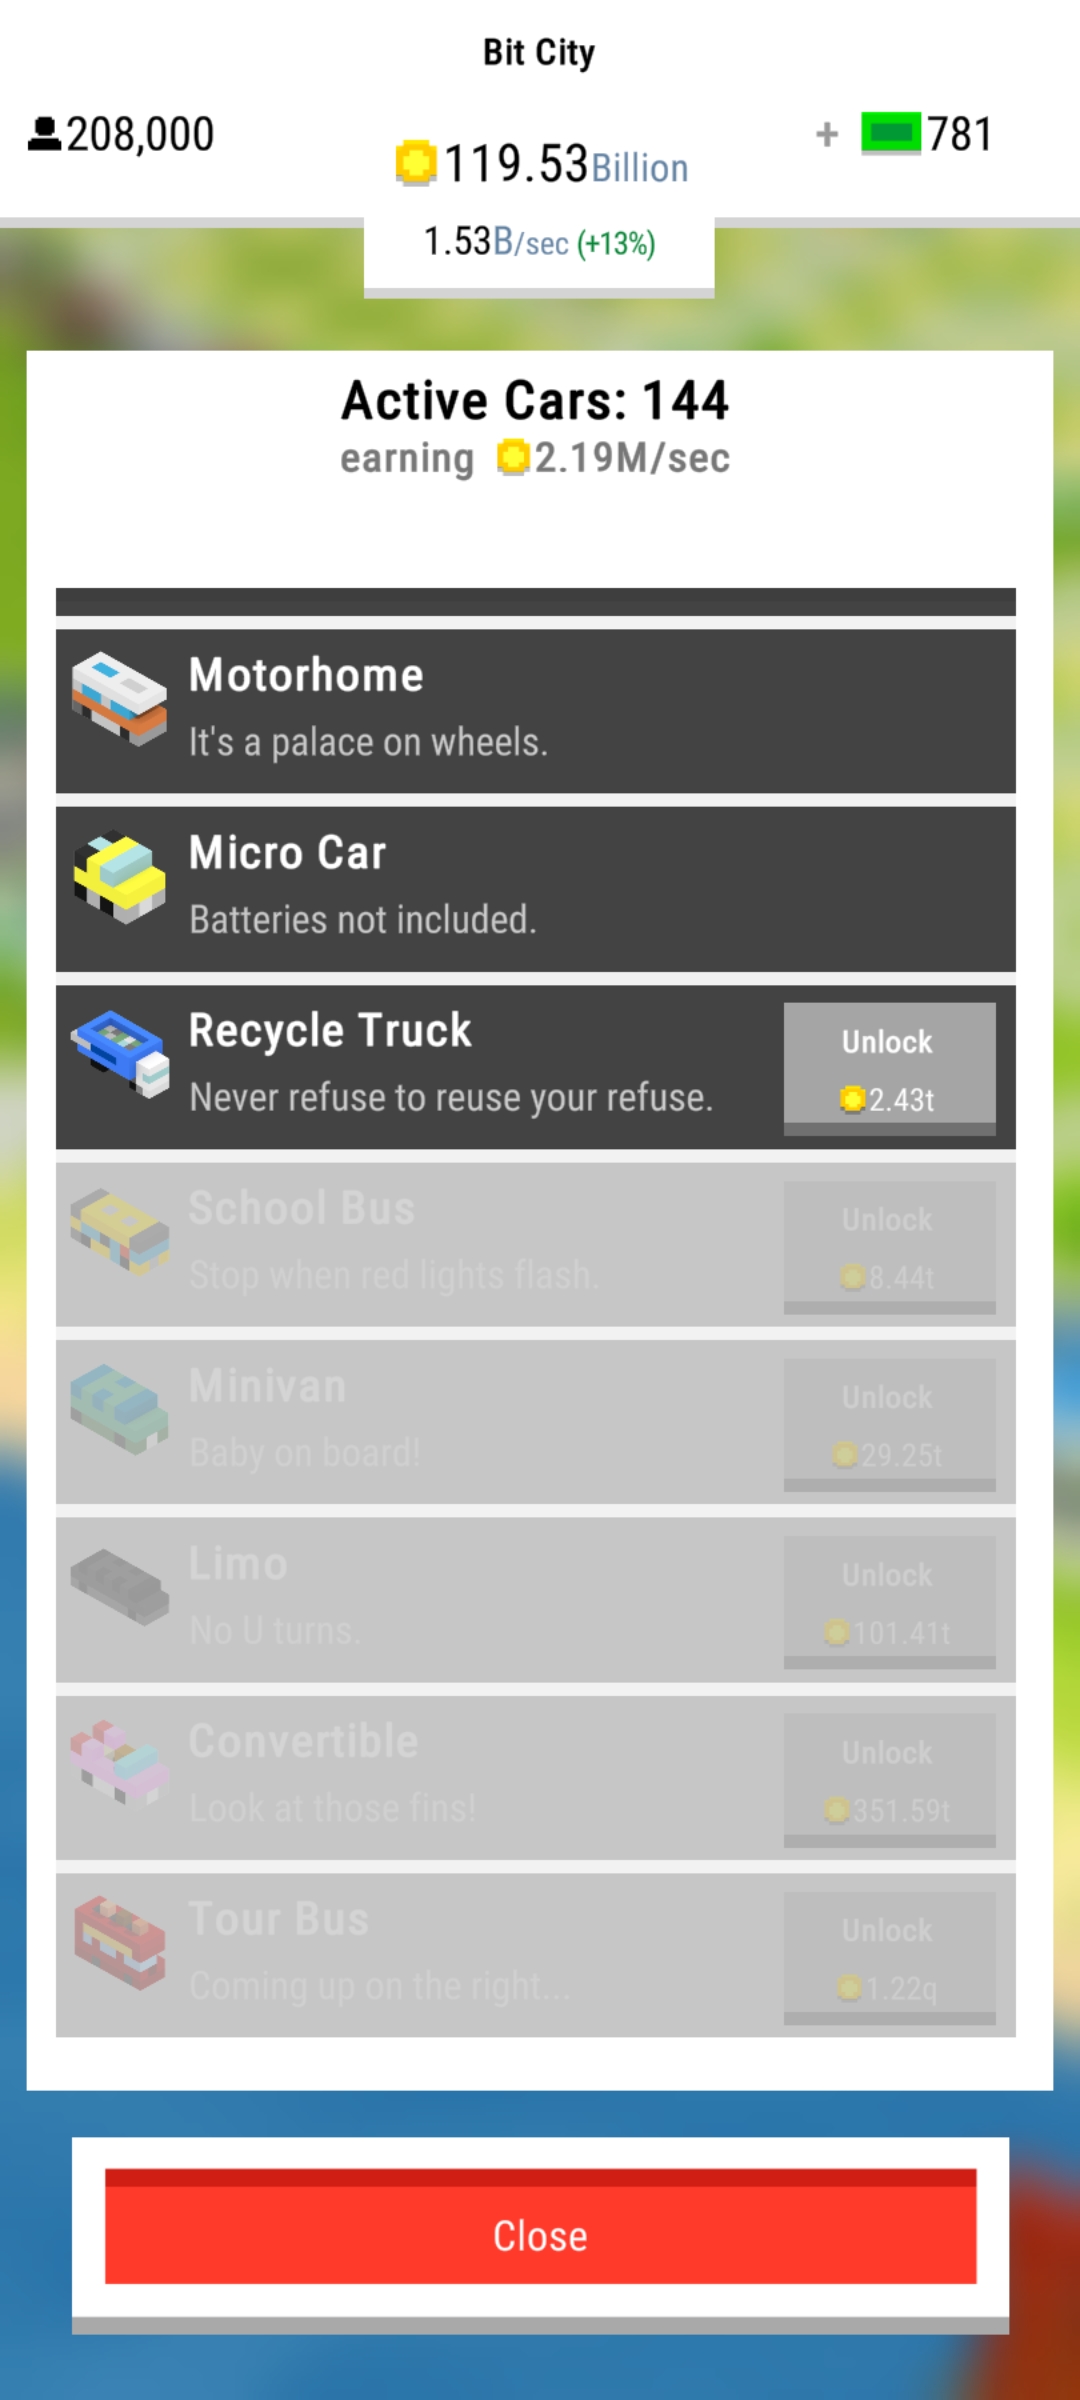 Bit City
208,000
119.53Billion
+ 781
1.53B/sec (+13%)
Active Cars: 144
earning 2.19M/sec
Motorhome
It's a palace on wheels.
Micro Car
Batteries not included.
Recycle Truck
Never refuse to reuse your refuse.
Unlock
2.43t
School Bus
Stop when red lights flash.
Unlock
8.44t
Minivan
Baby on board!
Unlock
29.25t
Limo
No U turns.
Unlock
101.41t
Convertible
Look at those fins!
Unlock
351.59t
Tour Bus
Coming up on the right...
Unlock
1.22q
Close